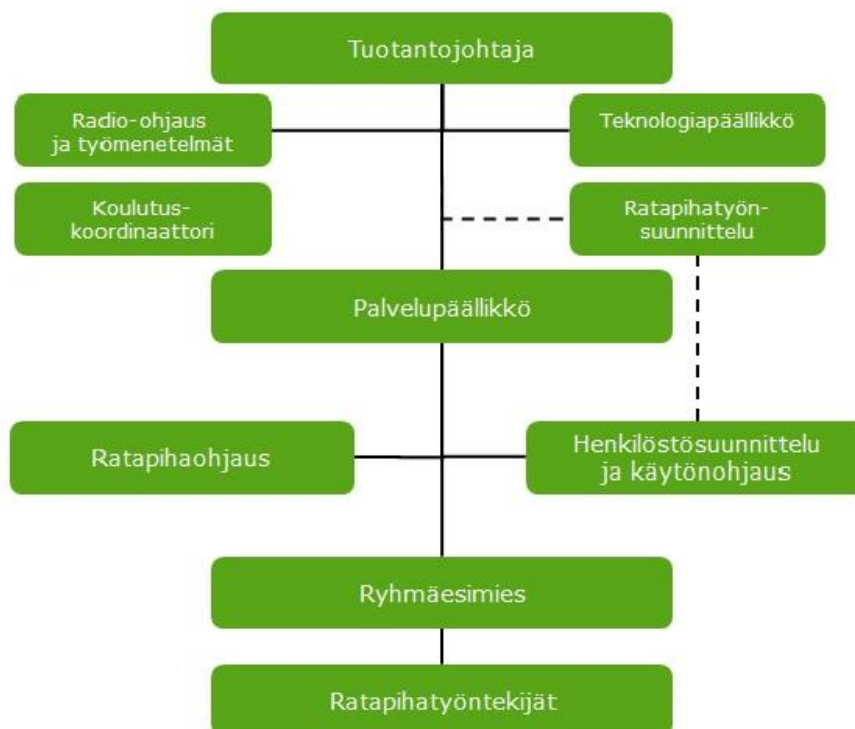 Tuotantojohtaja
Radio-ohjaus
ja työmenetelmät
Teknologiapäällikkö
Koulutus-
koordinaattori
Ratapihatyön-
suunnittelu
Palvelupäällikkö
Ratapihaohjaus
Henkilöstösuunnittelu
ja käytönohjaus
Ryhmäesimies
Ratapihatyöntekijät